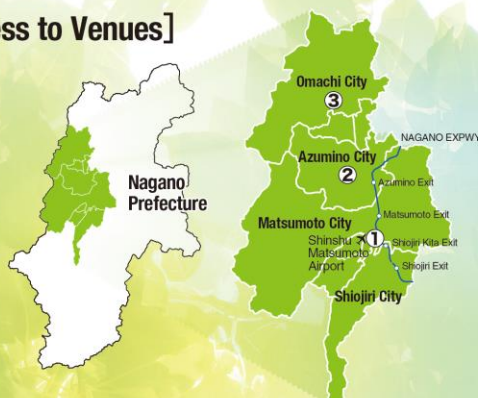 ess to Venues]
Nagano
Prefecture
Omachi City
③
NAGANO EXPWY
Azumino City
②
Azumino Exit
Matsumoto City
Matsumoto Exit
①
Shinshu
Matsumoto
Airport
Shiojiri Kita Exit
Shiojiri Exit
Shiojiri City